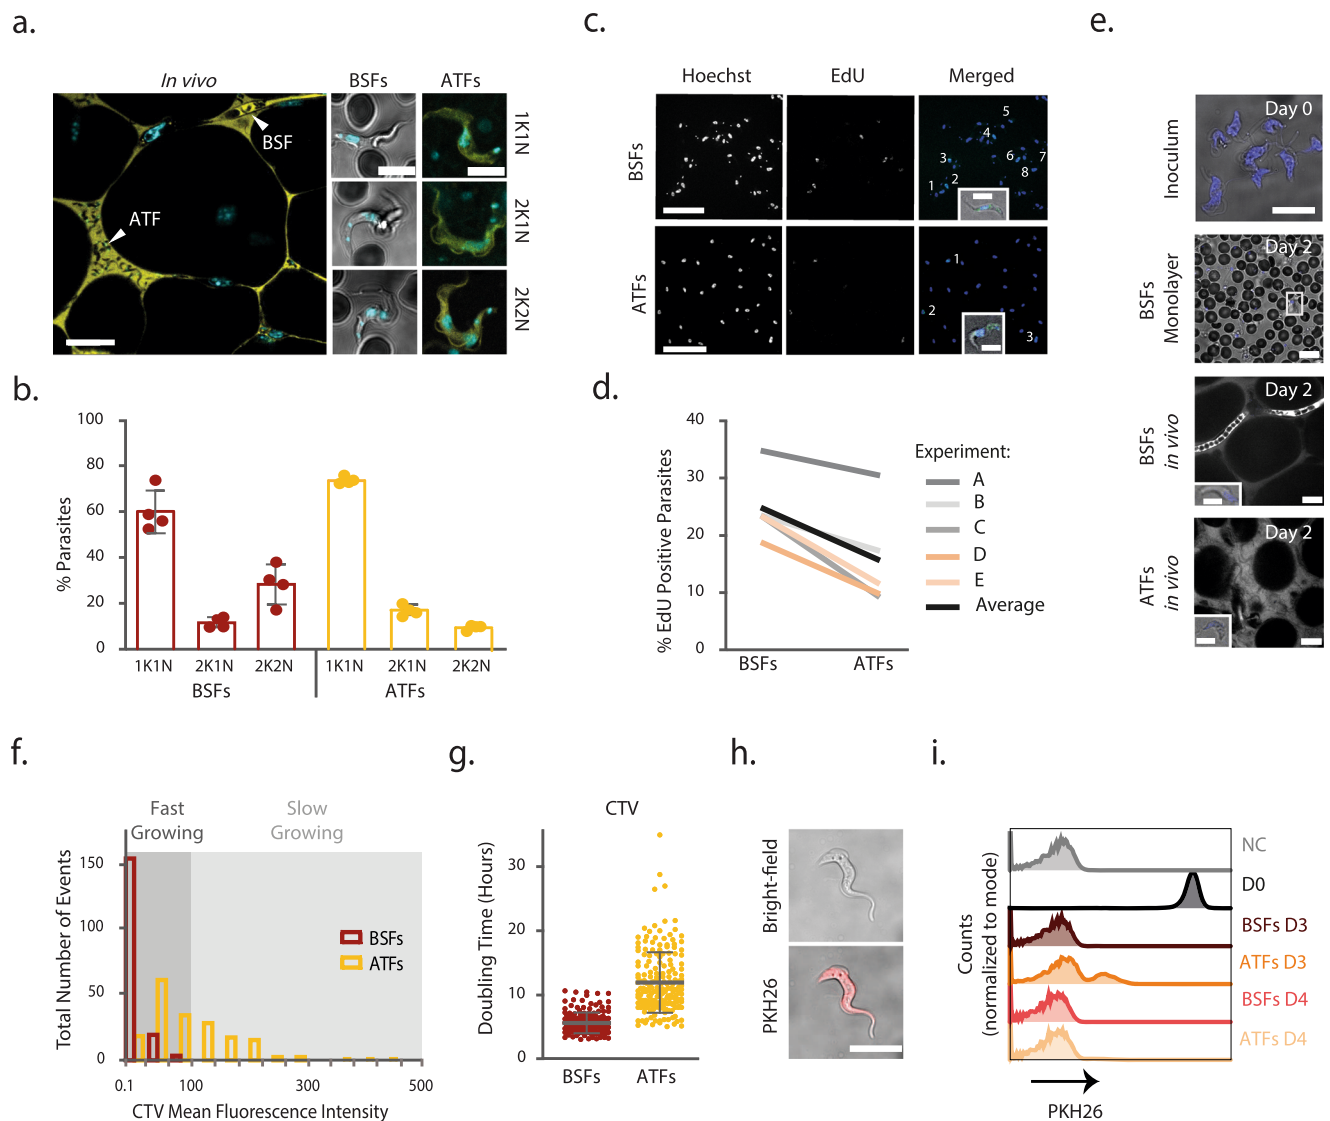 a.
In vivo
BSFs
ATFs
BSF
ATF
1K1N
2K1N
2K2N
b.
% Parasites
100
80
60
40
20
0
1K1N
2K1N
2K2N
1K1N
2K1N
2K2N
BSFs
ATFs
c.
Hoechst
EdU
Merged
BSFs
ATFs
5
4
3
6
7
8
1
2
1
2
3
d.
% EdU Positive Parasites
40
30
20
10
0
BSFs
ATFs
Experiment:
A
B
C
D
E
Average
e.
Inoculum
Day 0
BSFs
Monolayer
Day 2
BSFs
in vivo
Day 2
ATFs
in vivo
Day 2
f.
Fast
Growing
Slow
Growing
Total Number of Events
150
100
50
0
BSFs
ATFs
0.1
100
300
500
CTV Mean Fluorescence Intensity
g.
CTV
Doubling Time (Hours)
30
20
10
0
BSFs
ATFs
h.
Bright-field
PKH26
i.
Counts
(normalized to mode)
NC
D0
BSFs D3
ATFs D3
BSFs D4
ATFs D4
PKH26